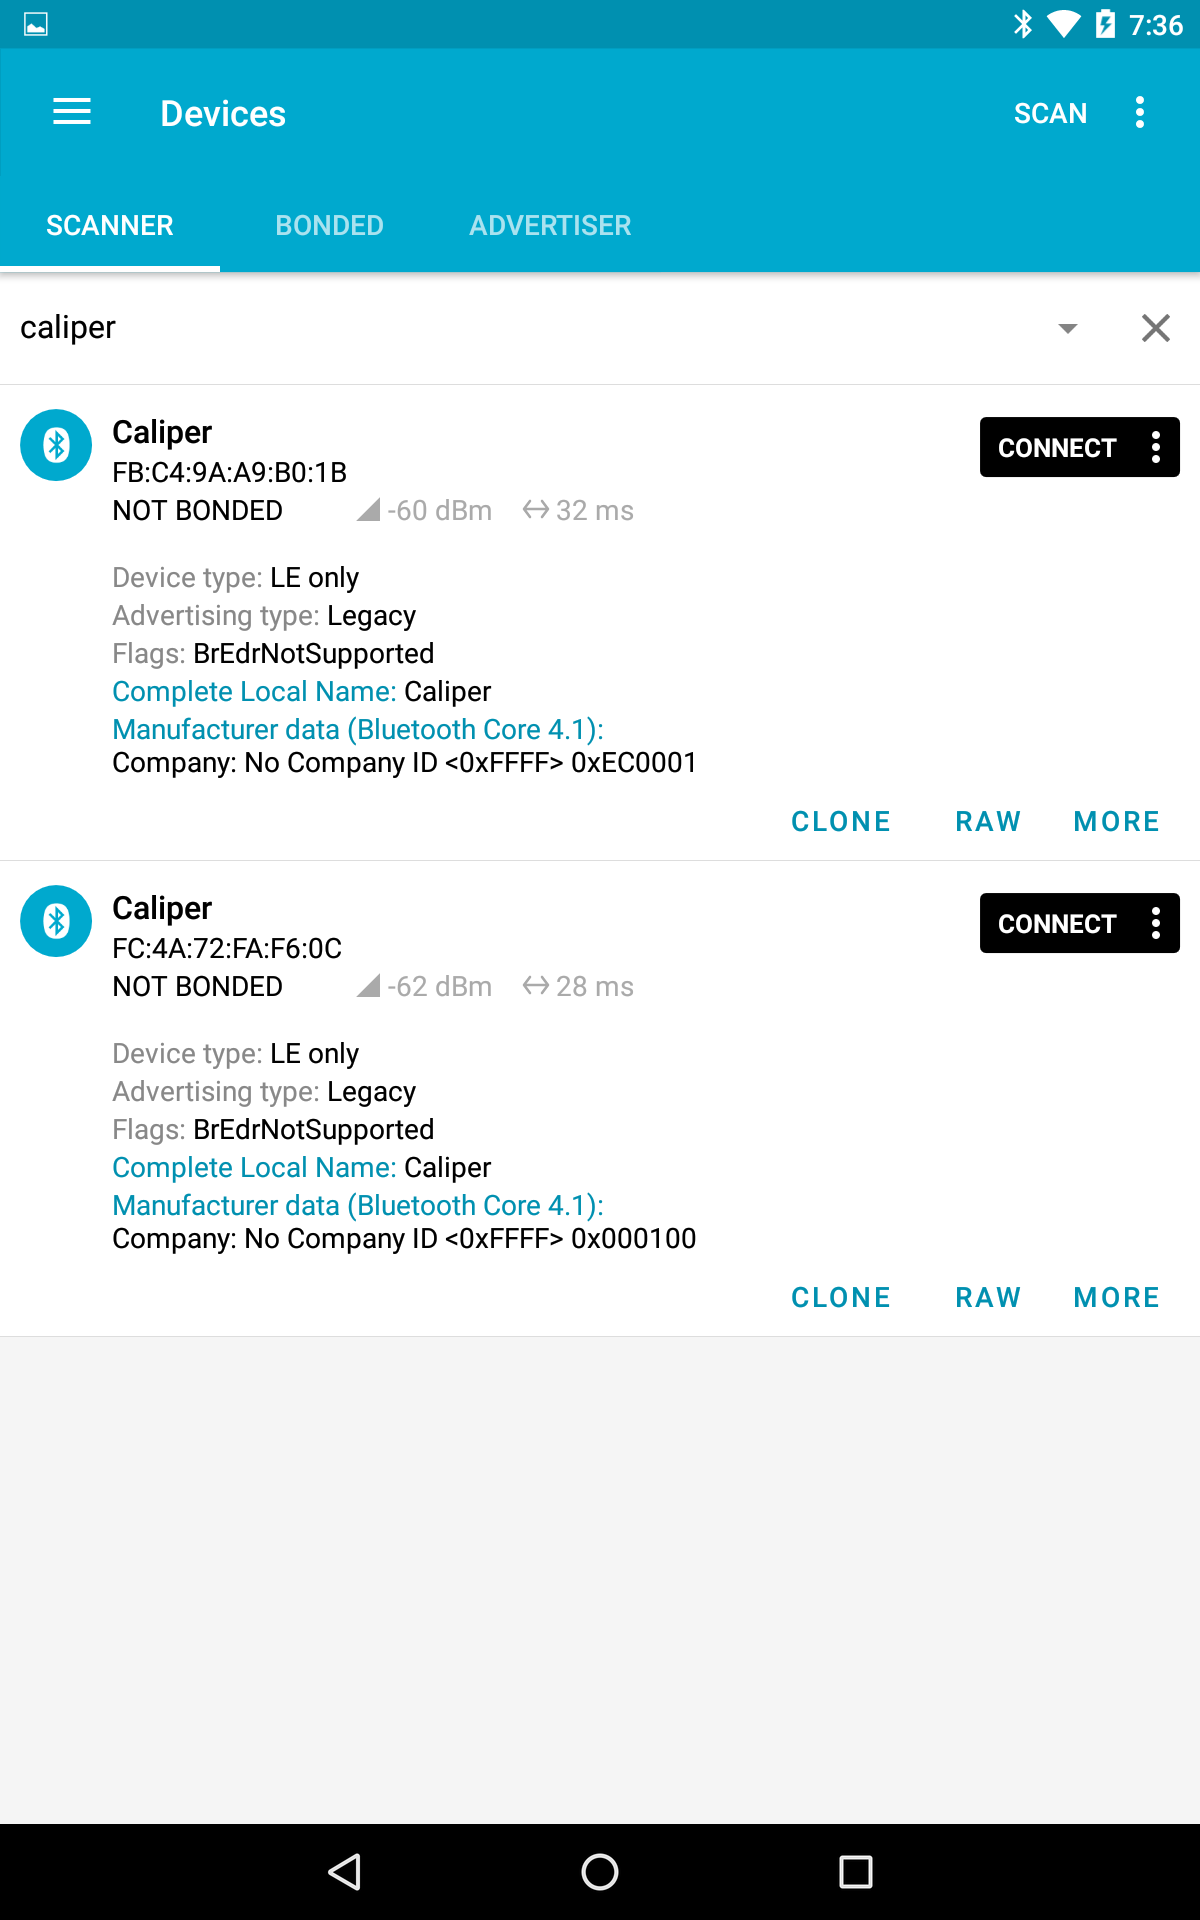 7:36
Devices
SCAN
SCANNER BONDED ADVERTISER
caliper
Caliper
CONNECT
FB:C4:9A:A9:B0:1B
NOT BONDED -60 dBm 32 ms
Device type: LE only
Advertising type: Legacy
Flags: BrEdrNotSupported
Complete Local Name: Caliper
Manufacturer data (Bluetooth Core 4.1):
Company: No Company ID <0xFFFF> 0xEC0001
CLONE RAW MORE
Caliper
CONNECT
FC:4A:72:FA:F6:0C
NOT BONDED -62 dBm 28 ms
Device type: LE only
Advertising type: Legacy
Flags: BrEdrNotSupported
Complete Local Name: Caliper
Manufacturer data (Bluetooth Core 4.1):
Company: No Company ID <0xFFFF> 0x000100
CLONE RAW MORE